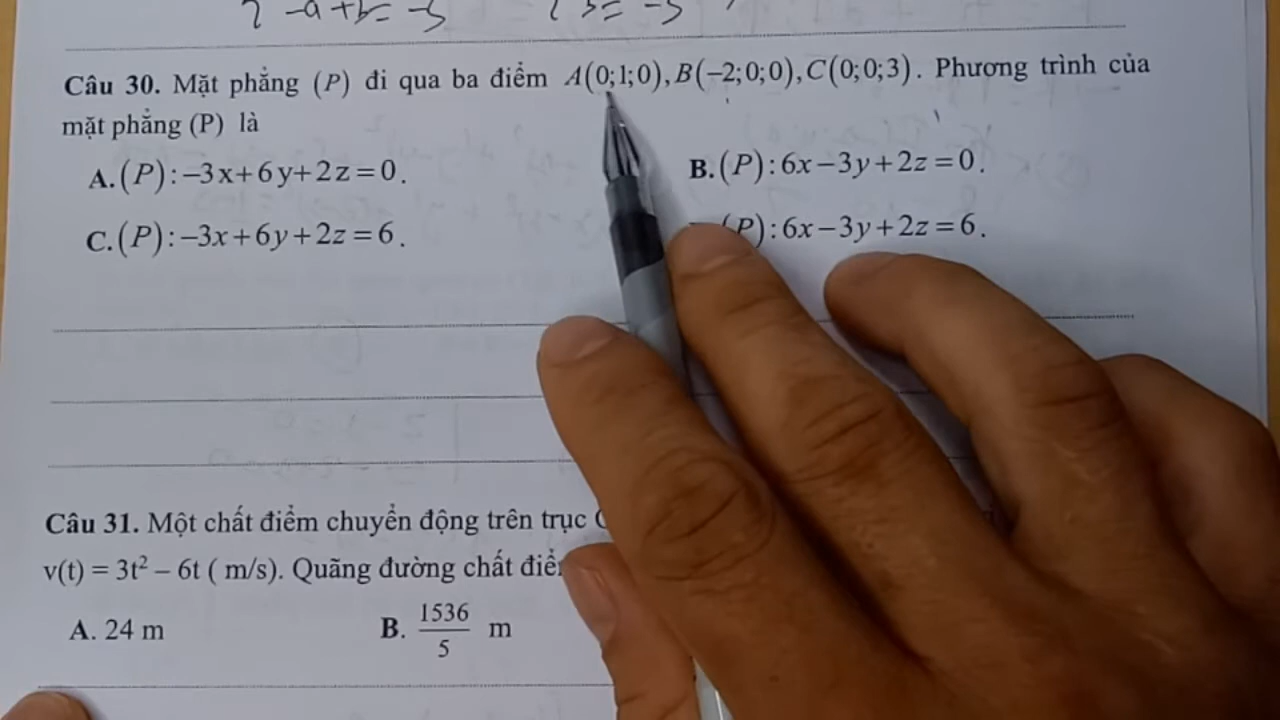 -a+b=-5
Câu 30. Mặt phẳng (P) đi qua ba điểm A(0;1;0), B(−2;0;0), C(0;0;3). Phương trình của
mặt phẳng (P) là
A. (P):−3x+6y+2z=0.
B. (P):6x−3y+2z=0.
C. (P):−3x+6y+2z=6.
(P):6x−3y+2z=6.
Câu 31. Một chất điểm chuyển động trên trục
v(t) = 3t² – 6t ( m/s). Quãng đường chất
A. 24 m
B. 1536/5 m